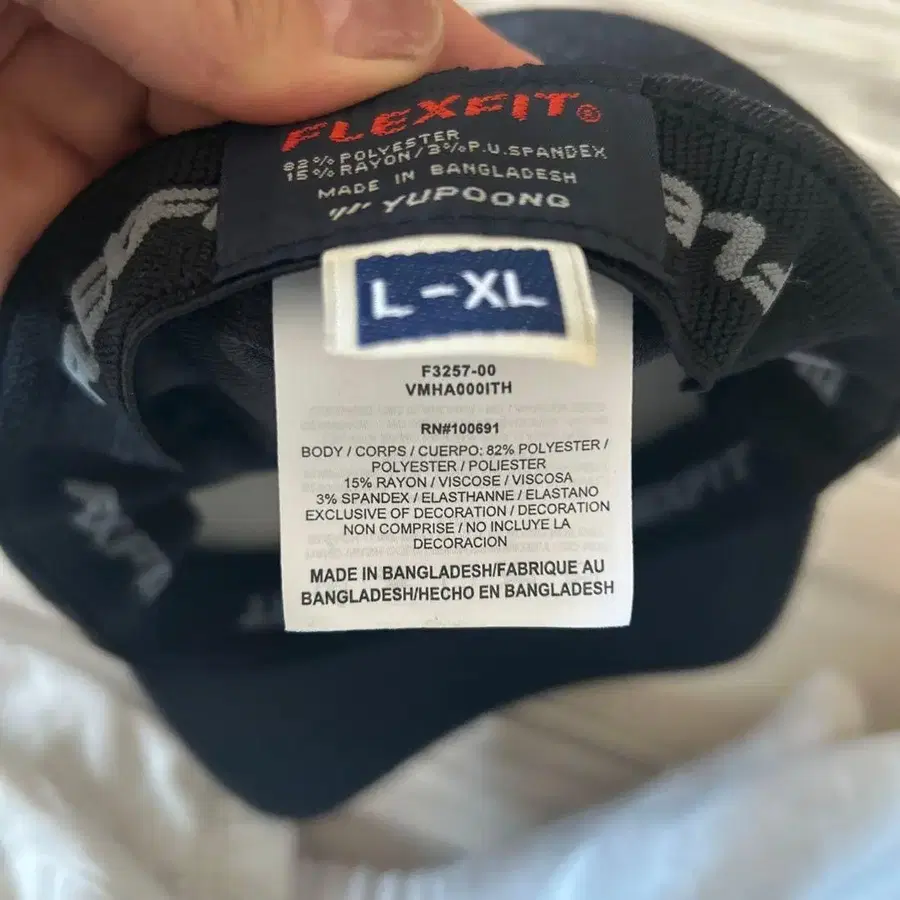 FLEXFIT®
82% POLYESTER
15% RAYON/3% P.U.SPANDEX
MADE IN BANGLADESH
YUPOONG
L-XL
F3257-00
VMHA000ITH
RN#100691
BODY / CORPS / CUERPO: 82% POLYESTER /
POLYESTER / POLIESTER
15% RAYON / VISCOSE / VISCOSA
3% SPANDEX / ELASTHANNE / ELASTANO
EXCLUSIVE OF DECORATION / DECORATION
NON COMPRISE / NO INCLUYE LA
DECORACION
MADE IN BANGLADESH/FABRIQUE AU
BANGLADESH/HECHO EN BANGLADESH
FLEXFIT